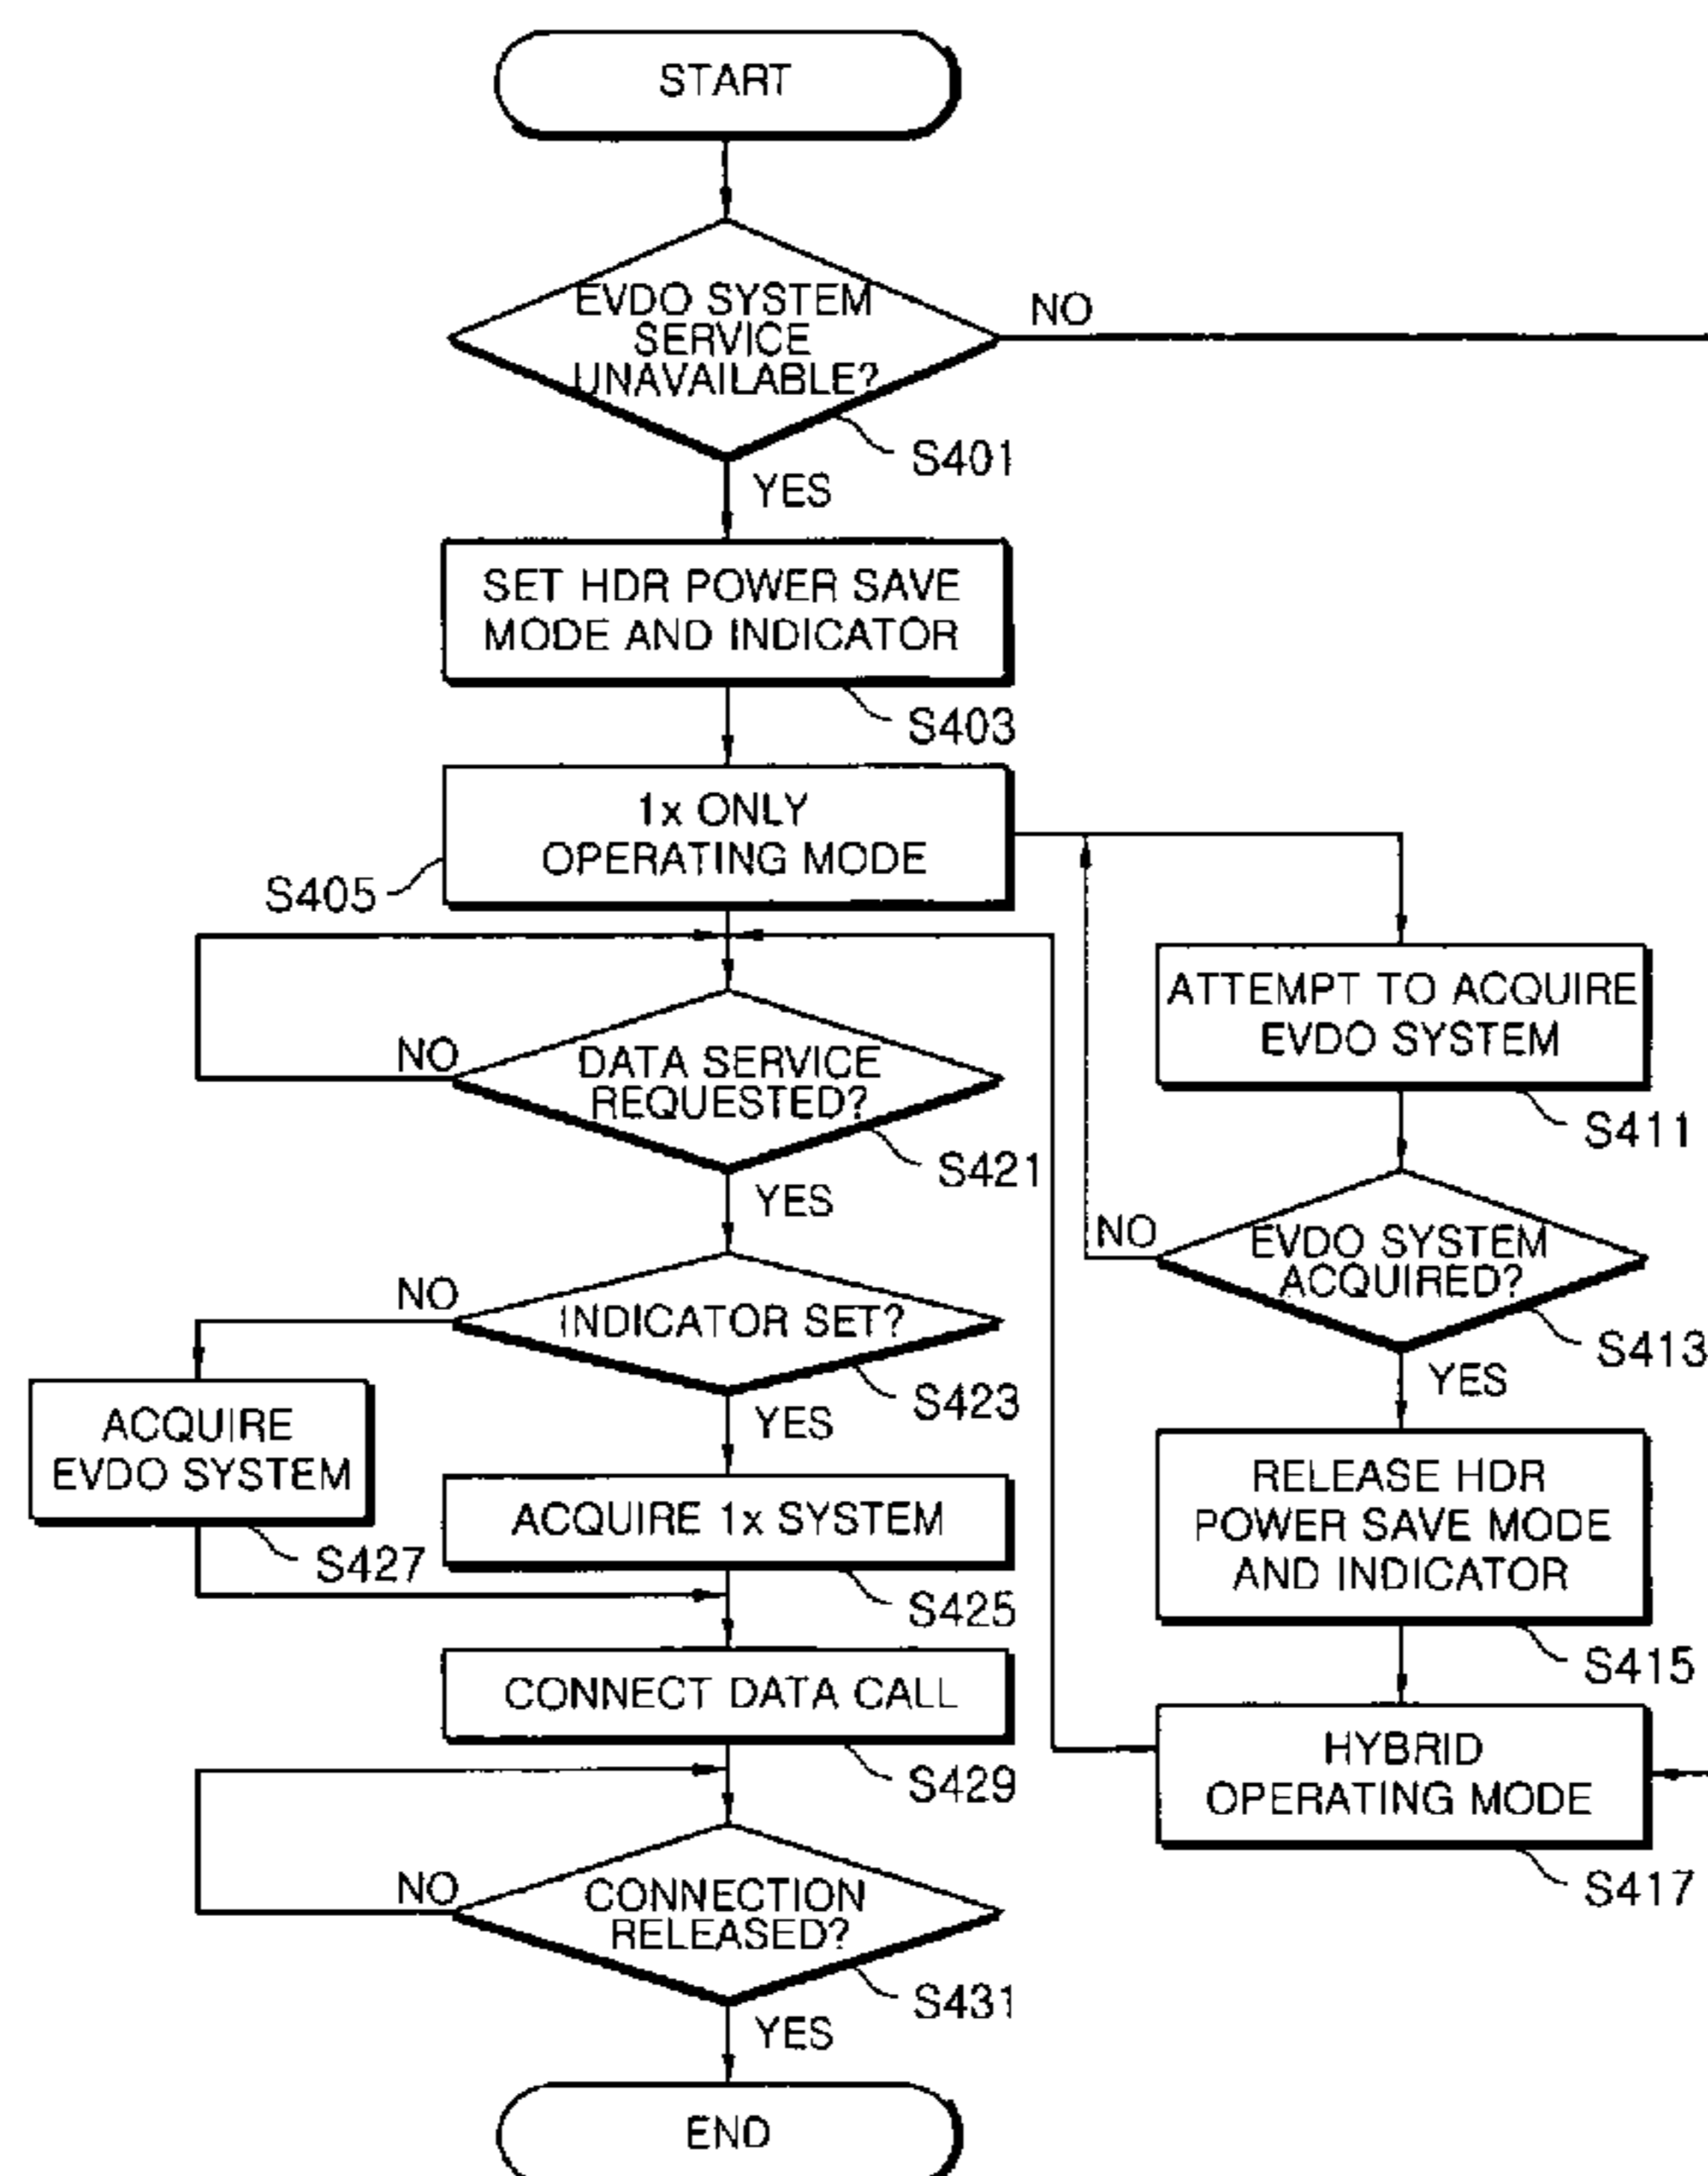 START
EVDO SYSTEM
SERVICE
UNAVAILABLE?
NO
S401
YES
SET HDR POWER SAVE
MODE AND INDICATOR
S403
1x ONLY
OPERATING MODE
S405
ATTEMPT TO ACQUIRE
EVDO SYSTEM
S411
NO
DATA SERVICE
REQUESTED?
S421
YES
NO
EVDO SYSTEM
ACQUIRED?
S413
YES
NO
INDICATOR SET?
S423
YES
ACQUIRE
EVDO SYSTEM
S427
ACQUIRE 1x SYSTEM
S425
RELEASE HDR
POWER SAVE MODE
AND INDICATOR
S415
CONNECT DATA CALL
S429
HYBRID
OPERATING MODE
S417
NO
CONNECTION
RELEASED?
S431
YES
END